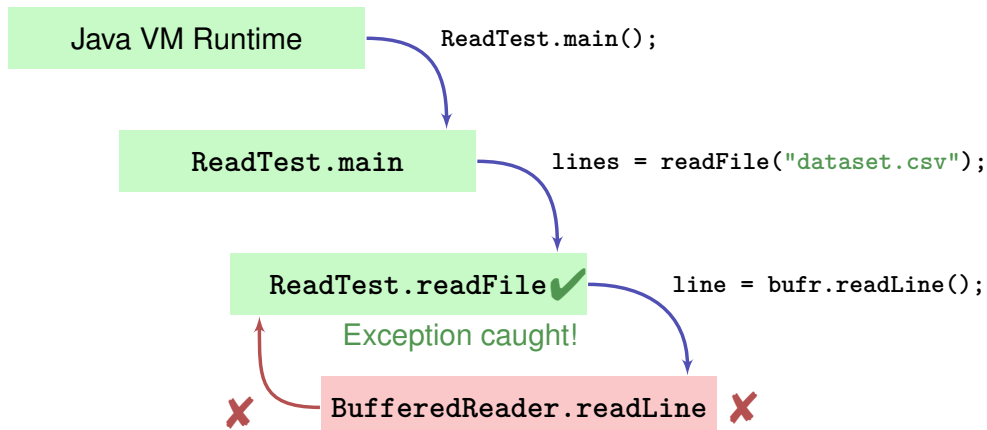 Java VM Runtime
ReadTest.main();
ReadTest.main
lines = readFile("dataset.csv");
ReadTest.readFile
line = bufr.readLine();
Exception caught!
BufferedReader.readLine